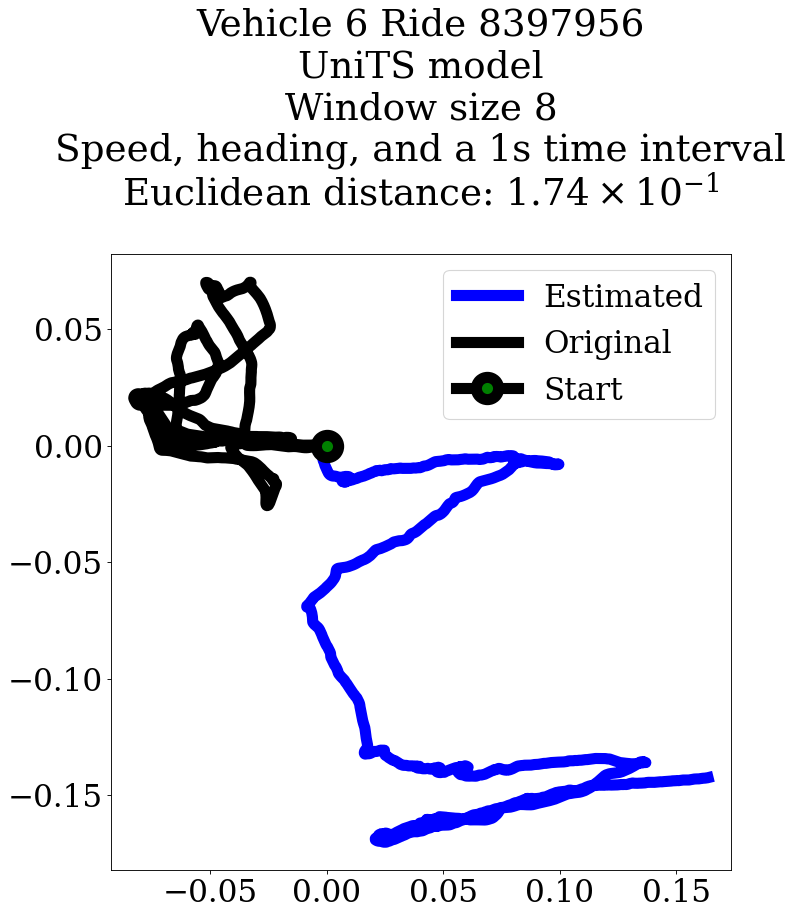 Vehicle 6 Ride 8397956
UniTS model
Window size 8
Speed, heading, and a 1s time interval
Euclidean distance: $1.74 × 10^{-1}$
Estimated
Original
Start
0.05
0.00
−0.05
−0.10
−0.15
−0.05 0.00 0.05 0.10 0.15